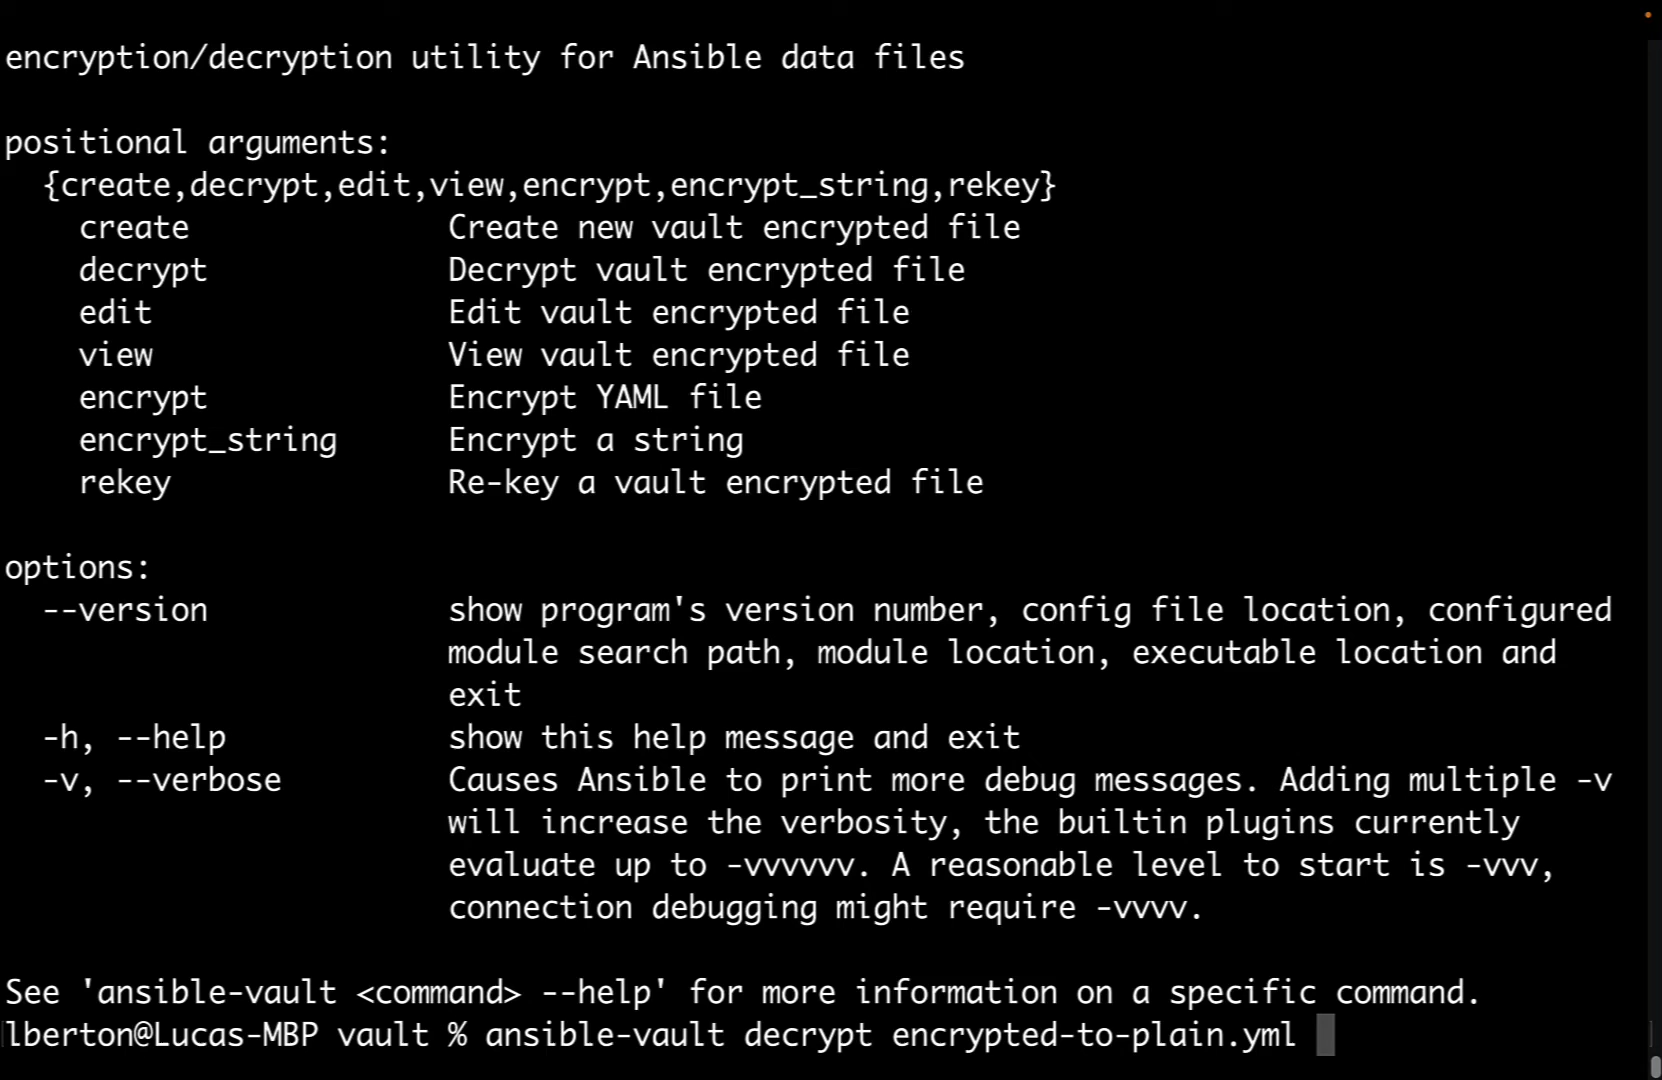 encryption/decryption utility for Ansible data files
positional arguments:
{create,decrypt,edit,view,encrypt,encrypt_string,rekey}
create Create new vault encrypted file
decrypt Decrypt vault encrypted file
edit Edit vault encrypted file
view View vault encrypted file
encrypt Encrypt YAML file
encrypt_string Encrypt a string
rekey Re-key a vault encrypted file
options:
--version show program's version number, config file location, configured
module search path, module location, executable location and
exit
-h, --help show this help message and exit
-v, --verbose Causes Ansible to print more debug messages. Adding multiple -v
will increase the verbosity, the builtin plugins currently
evaluate up to -vvvvvv. A reasonable level to start is -vvv,
connection debugging might require -vvvv.
See 'ansible-vault <command> --help' for more information on a specific command.
lberton@Lucas-MBP vault % ansible-vault decrypt encrypted-to-plain.yml